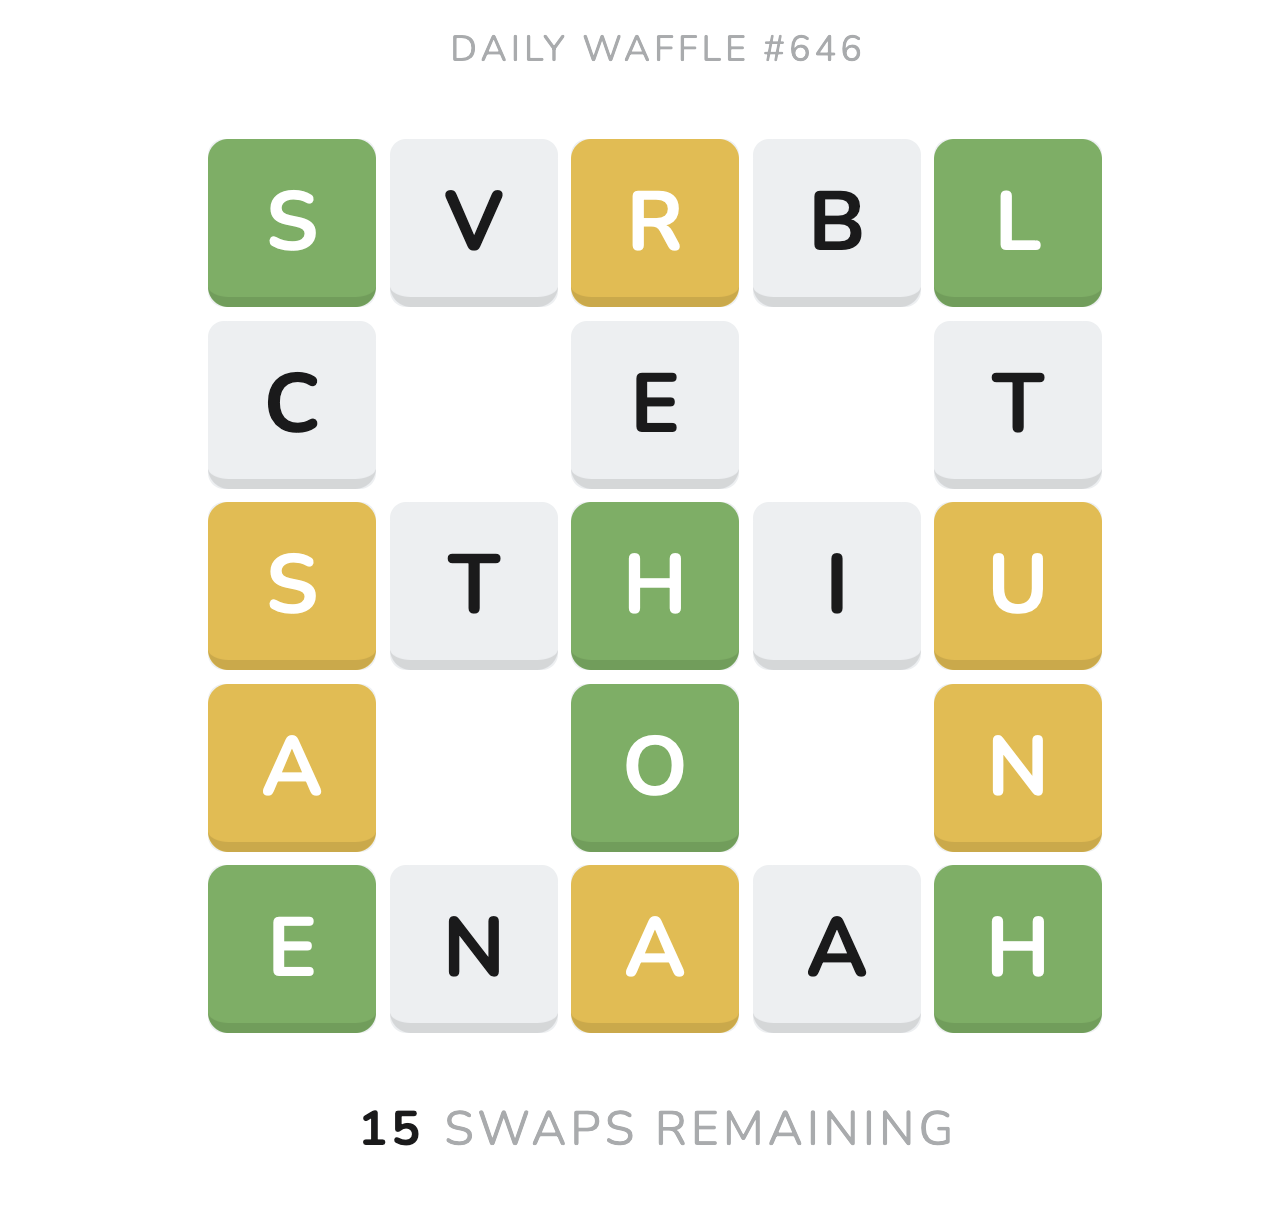 DAILY WAFFLE #646
S V R B L
C E T
S T H I U
A O N
E N A A H
15 SWAPS REMAINING